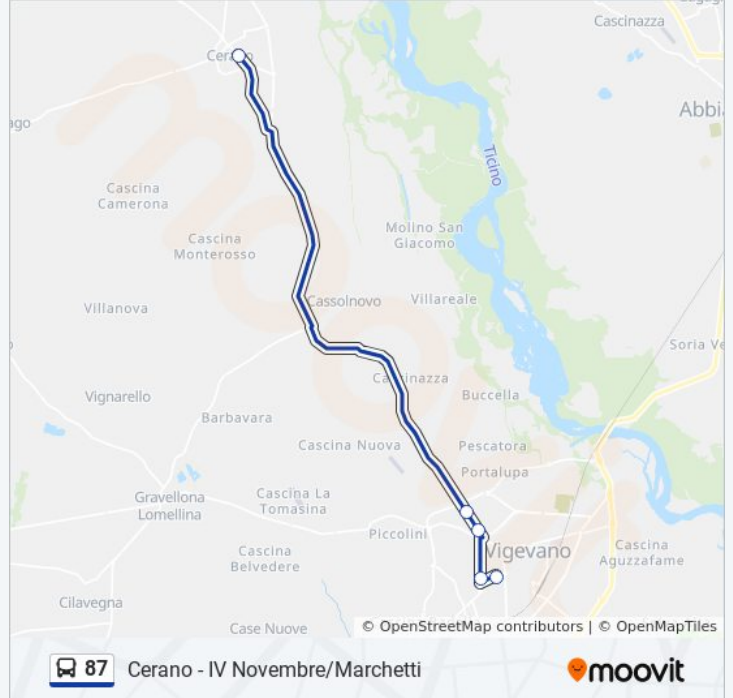 Cascinazza
Cerano
Abbi
ago
Ticino
Cascina
Camerona
Molino San
Giacomo
Cascina
Monterosso
Cassolnovo
Villareale
Villanova
Soria Ve
Cascinazza
Vignarello
Buccella
Barbavara
Cascina Nuova
Pescatora
Portalupa
Gravellona
Lomellina
Cascina La
Tomasina
Piccolini
Vigevano
Cascina
Aguzzafame
Cascina
Belvedere
Cilavegna
Case Nuove
© OpenStreetMap contributors | © OpenMapTiles
87 Cerano - IV Novembre/Marchetti
moovit